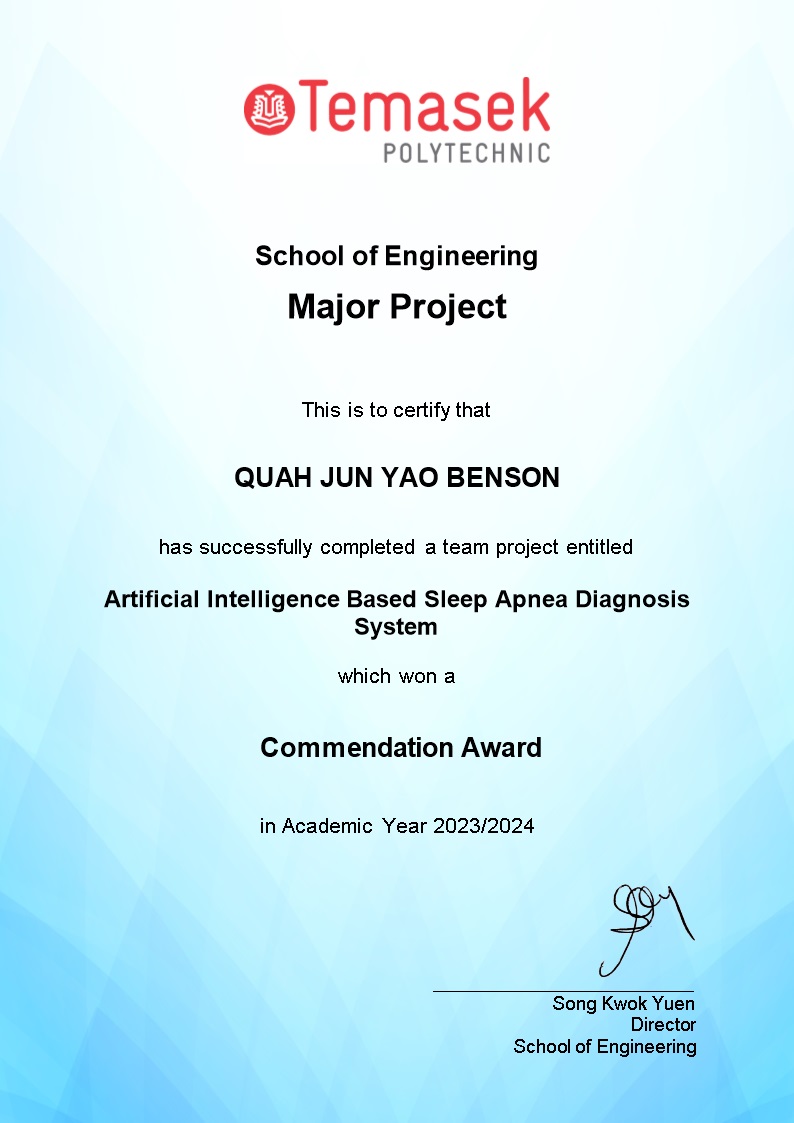 Temasek
POLYTECHNIC
School of Engineering
Major Project
This is to certify that
QUAH JUN YAO BENSON
has successfully completed a team project entitled
Artificial Intelligence Based Sleep Apnea Diagnosis
System
which won a
Commendation Award
in Academic Year 2023/2024
Song Kwok Yuen
Director
School of Engineering